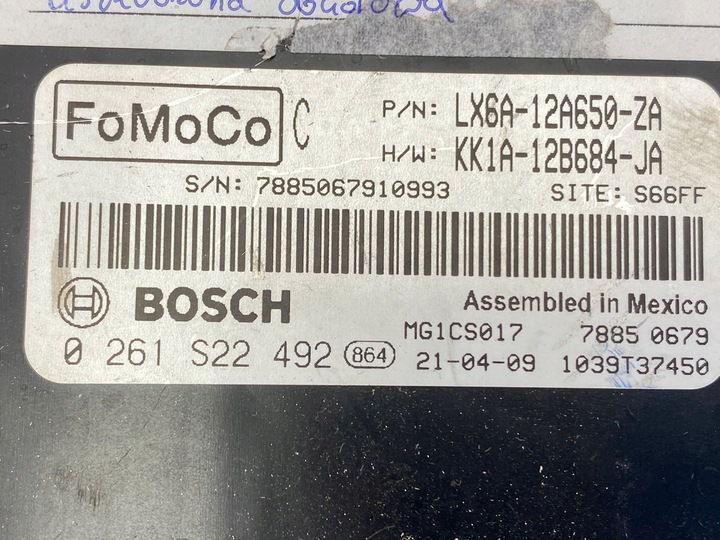 obudowa
FoMoCo C P/N: LX6A-12A650-ZA
H/W: KK1A-12B684-JA
S/N: 7885067910993 SITE: S66FF
BOSCH Assembled in Mexico
MG1CS017 7885 0679
0 261 S22 492 864 21-04-09 1039T37450